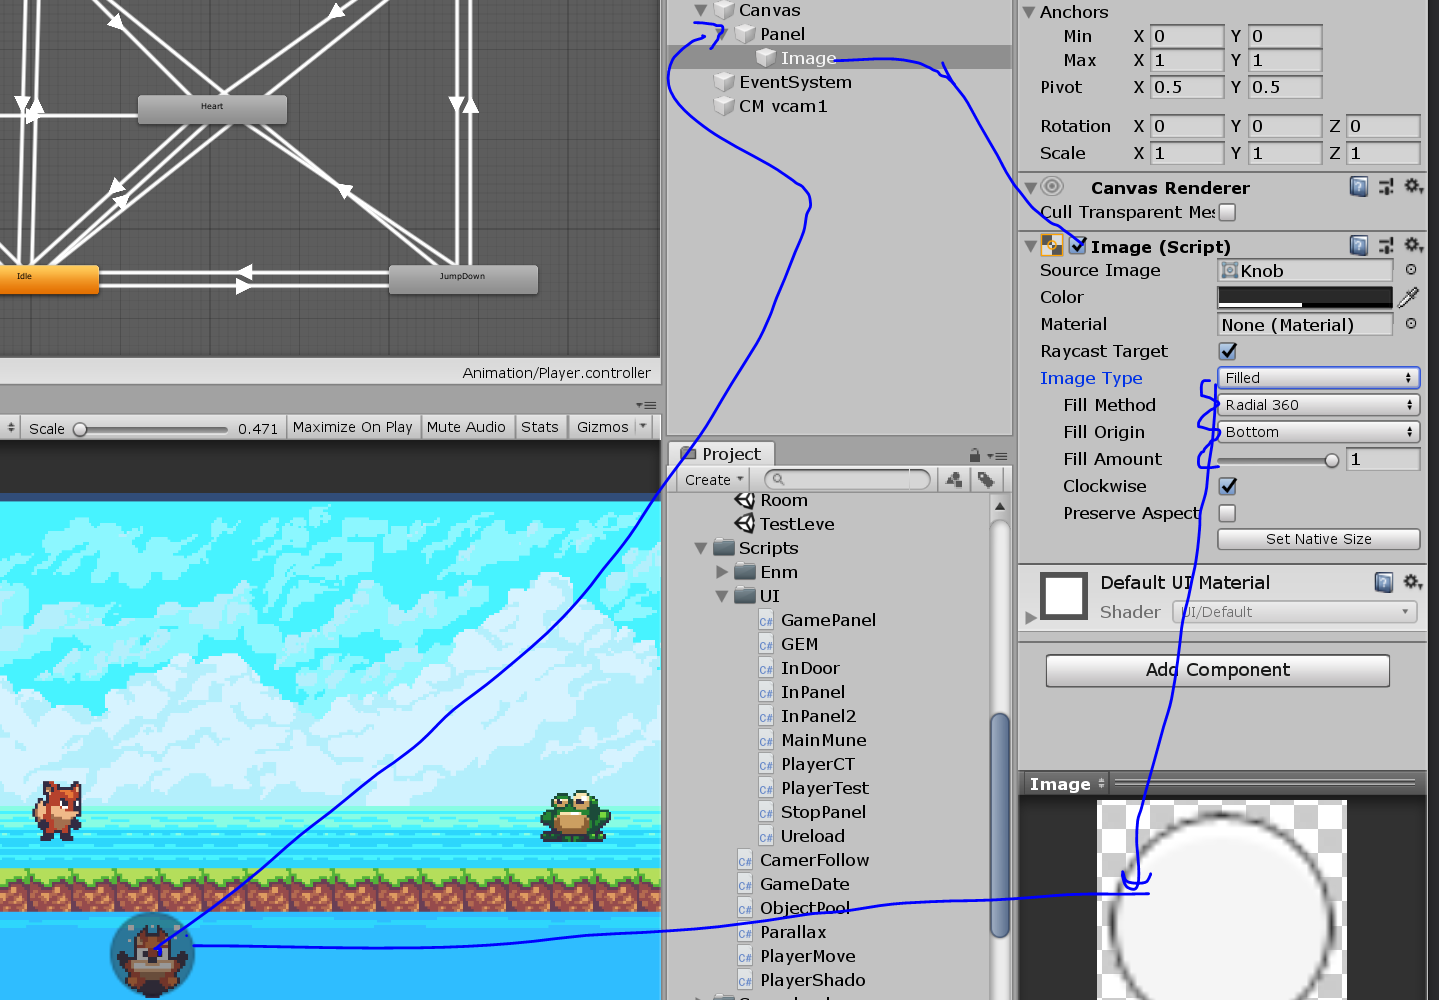 Heart
Idle
JumpDown
Animation/Player.controller
Scale 0.471 Maximize On Play Mute Audio Stats Gizmos
Canvas
Panel
Image
EventSystem
CM vcam1
Project
Create
Room
TestLeve
Scripts
Enm
UI
GamePanel
GEM
InDoor
InPanel
InPanel2
MainMune
PlayerCT
PlayerTest
StopPanel
Ureload
CamerFollow
GameDate
ObjectPool
Parallax
PlayerMove
PlayerShado
Anchors
Min X 0 Y 0
Max X 1 Y 1
Pivot X 0.5 Y 0.5
Rotation X 0 Y 0 Z 0
Scale X 1 Y 1 Z 1
Canvas Renderer
Cull Transparent Mes
Image (Script)
Source Image Knob
Color
Material None (Material)
Raycast Target
Image Type Filled
Fill Method Radial 360
Fill Origin Bottom
Fill Amount 1
Clockwise
Preserve Aspect
Set Native Size
Default UI Material
Shader UI/Default
Add Component
Image